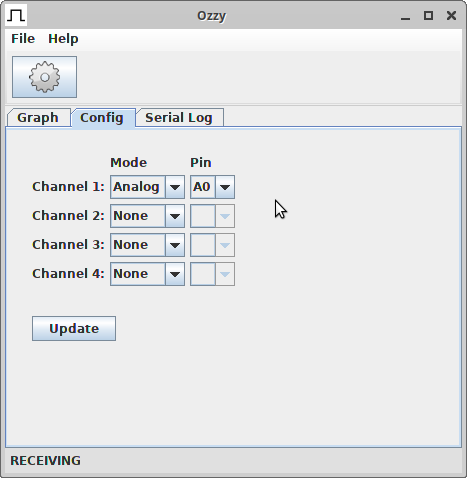 Ozzy
File Help
Graph Config Serial Log
Mode Pin
Channel 1: Analog A0
Channel 2: None
Channel 3: None
Channel 4: None
Update
RECEIVING